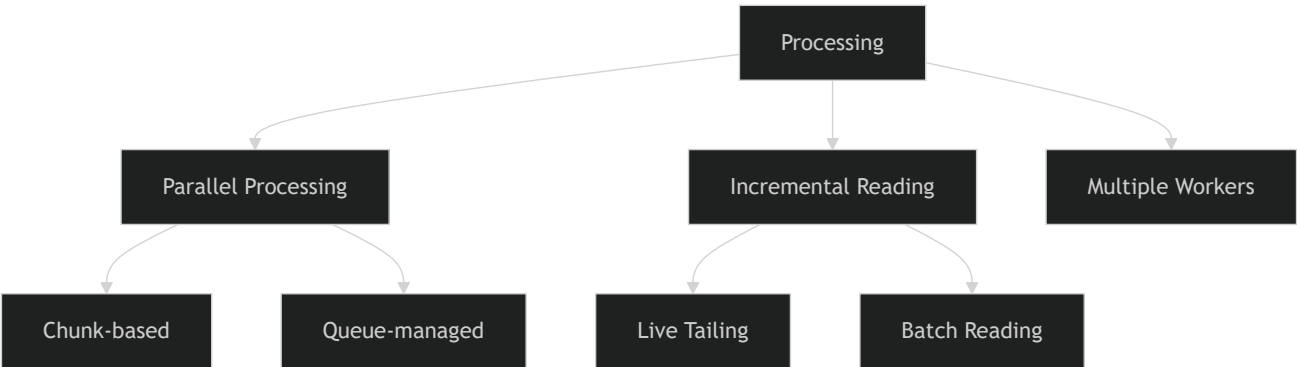 Processing
Parallel Processing
Incremental Reading
Multiple Workers
Chunk-based
Queue-managed
Live Tailing
Batch Reading